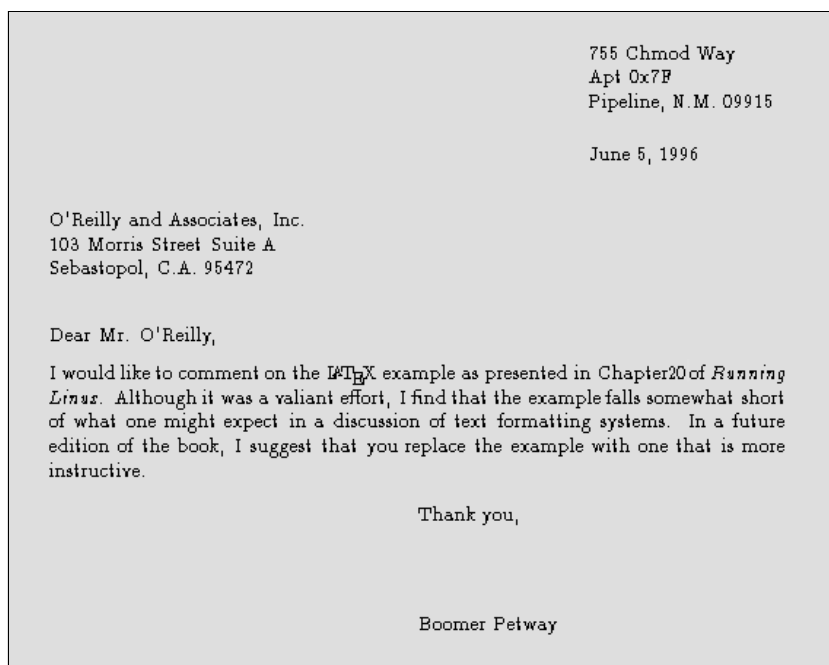 755 Chmod Way
Apt 0x7F
Pipeline, N.M. 09915
June 5, 1996
O'Reilly and Associates, Inc.
103 Morris Street Suite A
Sebastopol, C.A. 95472
Dear Mr. O'Reilly,
I would like to comment on the LATEX example as presented in Chapter20 of Running
Linux. Although it was a valiant effort, I find that the example falls somewhat short
of what one might expect in a discussion of text formatting systems. In a future
edition of the book, I suggest that you replace the example with one that is more
instructive.
Thank you,
Boomer Petway